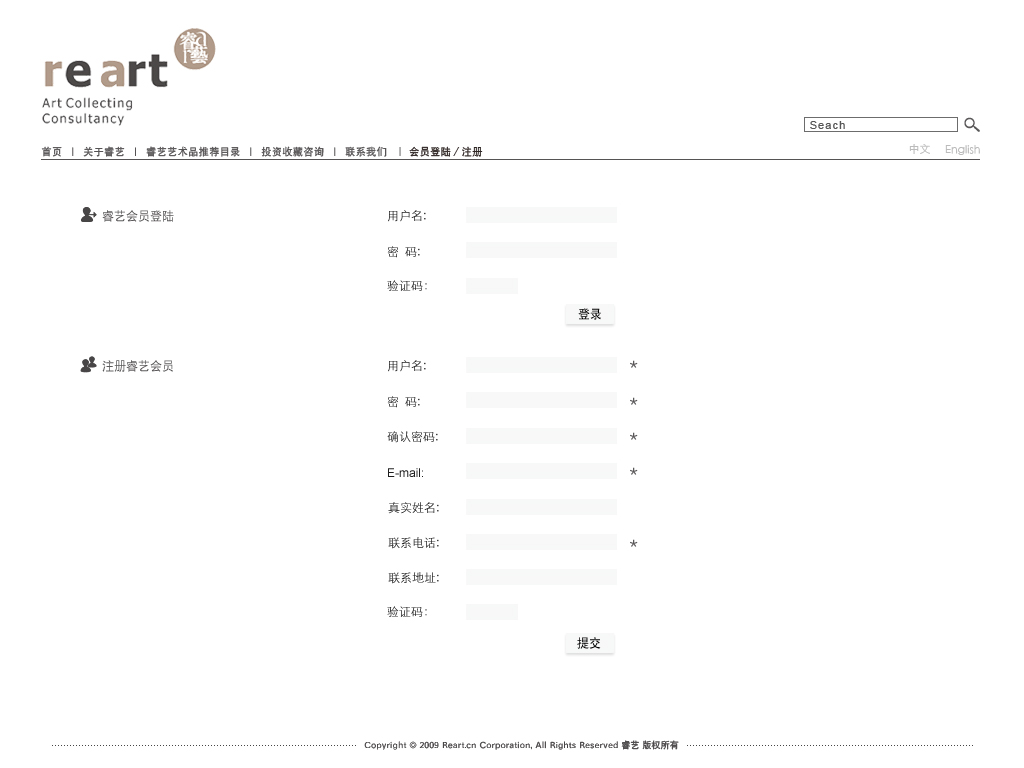 睿艺
re art
Art Collecting
Consultancy
Seach
首页 | 关于睿艺 | 睿艺艺术品推荐目录 | 投资收藏咨询 | 联系我们 | 会员登陆 / 注册
中文 English
睿艺会员登陆
用户名:
密 码:
验证码:
登录
注册睿艺会员
用户名: *
密 码: *
确认密码: *
E-mail: *
真实姓名:
联系电话: *
联系地址:
验证码:
提交
Copyright © 2009 Reart.cn Corporation, All Rights Reserved 睿艺 版权所有